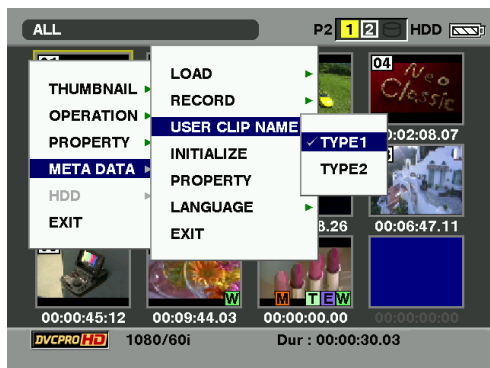 ALL P2 1 2 HDD
THUMBNAIL
OPERATION
PROPERTY
META DATA
HDD
EXIT
LOAD
RECORD
USER CLIP NAME
INITIALIZE
PROPERTY
LANGUAGE
EXIT
✓ TYPE1
TYPE2
04
Neo
Classic
0:02:08.07
8.26 00:06:47.11
W M T E W
00:00:45:12 00:09:44.03 00:00:00.00 00:00:00:00
DVCPRO HD 1080/60i Dur : 00:00:30.03